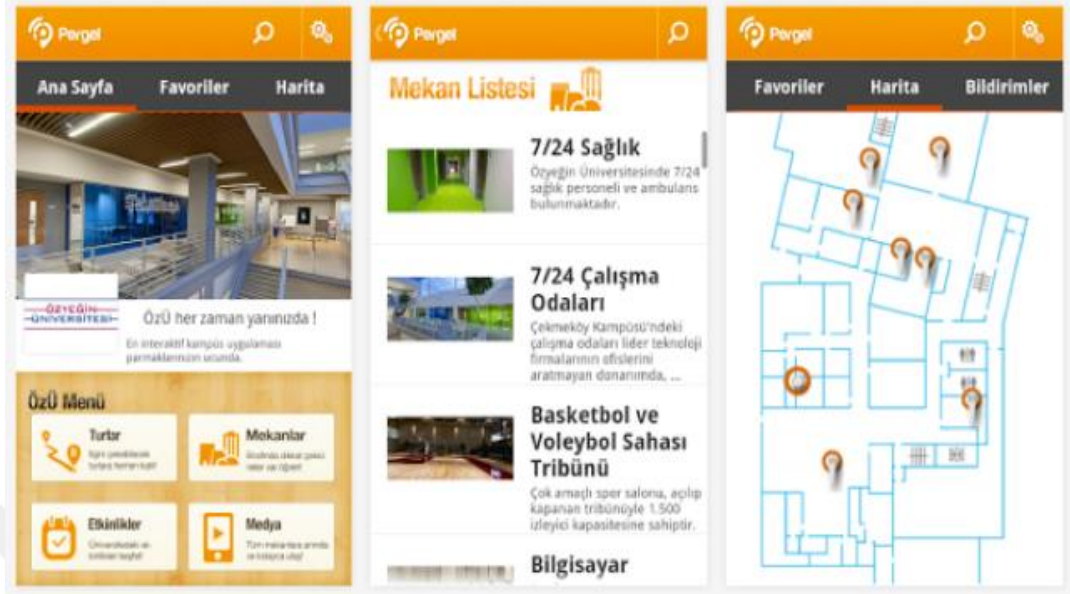 Pergel
Ana Sayfa Favoriler Harita
ÖZYEĞİN
ÜNİVERSİTESİ
ÖzÜ her zaman yanınızda !
En interaktif kampüs uygulaması
parmaklarınızın ucunda.
ÖzÜ Menü
Turlar
Mekanlar
Etkinlikler
Medya
Pergel
Mekan Listesi
7/24 Sağlık
Özyeğin Üniversitesinde 7/24
sağlık personeli ve ambulans
bulunmaktadır.
7/24 Çalışma
Odaları
Çekmeköy Kampüsü'ndeki
çalışma odaları lider teknoloji
firmalarının ofislerini
aratmayan donanımda, ...
Basketbol ve
Voleybol Sahası
Tribünü
Çok amaçlı spor salonu, açılıp
kapanan tribünüyle 1.500
izleyici kapasitesine sahiptir.
Bilgisayar
Pergel
Favoriler Harita Bildirimler